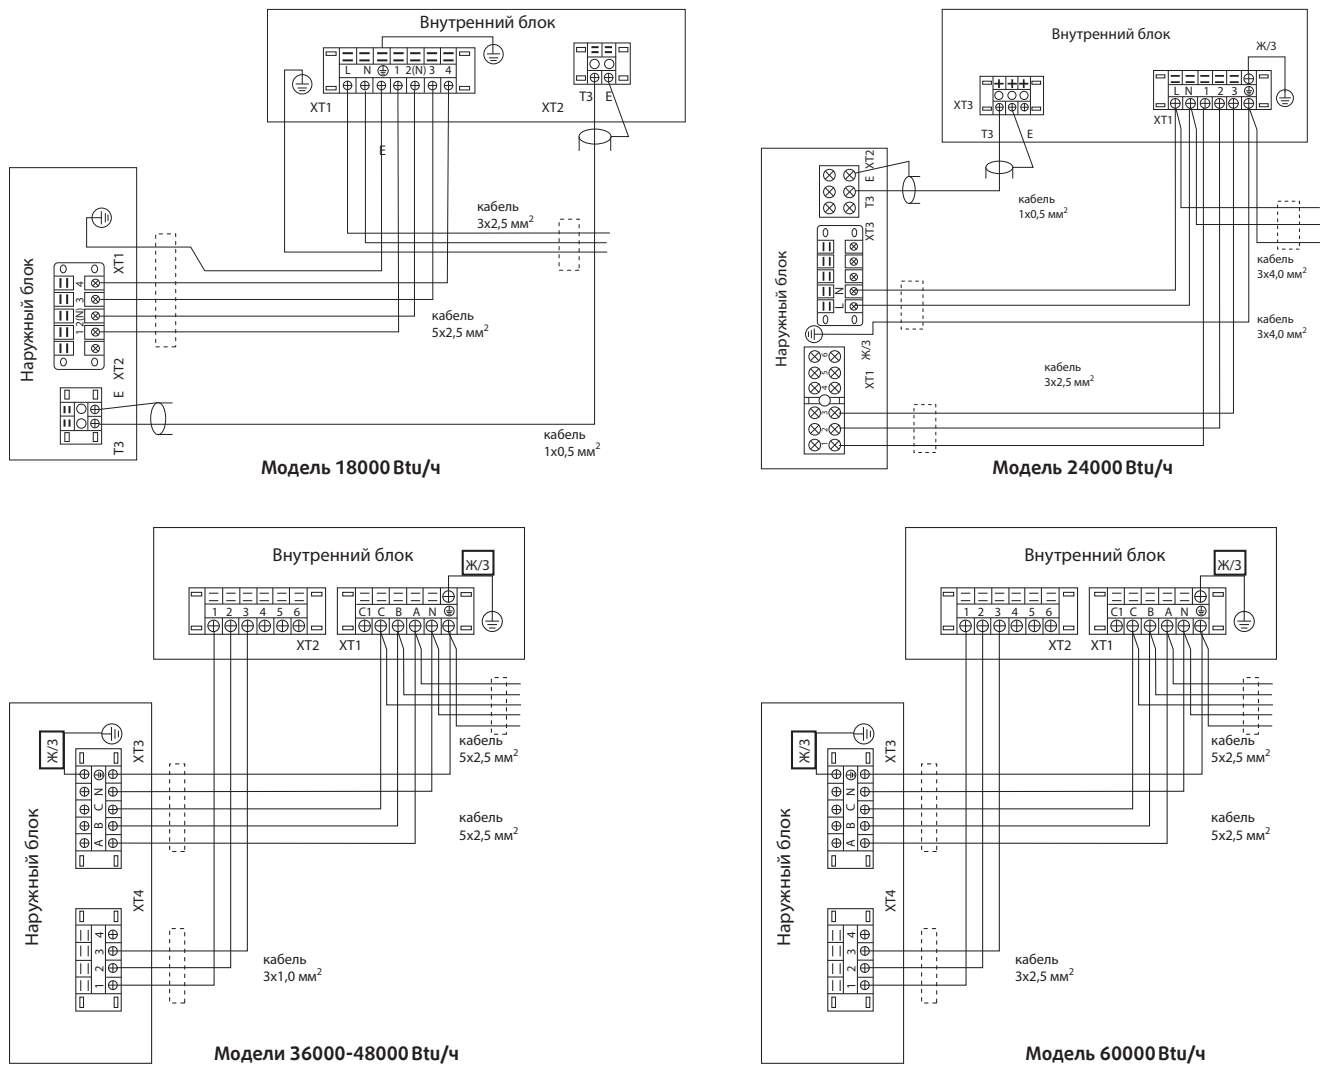 Внутренний блок
L N 1 2(N) 3 4
XT1
XT2
T3 E
E
кабель
3x2,5 мм²
Наружный блок
XT1
4
3
2(N)
1
кабель
5x2,5 мм²
XT2
E
T3
кабель
1x0,5 мм²
Модель 18000 Btu/ч
Внутренний блок
Ж/З
XT3
T3 E
L N 1 2 3
XT1
XT2
E
T3
кабель
1x0,5 мм²
XT3
N
L
кабель
3x4,0 мм²
Наружный блок
Ж/З
кабель
3x4,0 мм²
XT1
6
5
4
3
2
1
кабель
3x2,5 мм²
Модель 24000 Btu/ч
Внутренний блок
Ж/З
1 2 3 4 5 6
C1 C B A N
XT2 XT1
Ж/З
XT3
кабель
5x2,5 мм²
N
C
B
A
кабель
5x2,5 мм²
Наружный блок
XT4
4
3
2
1
кабель
3x1,0 мм²
Модели 36000-48000 Btu/ч
Внутренний блок
Ж/З
1 2 3 4 5 6
C1 C B A N
XT2 XT1
Ж/З
XT3
кабель
5x2,5 мм²
N
C
B
A
кабель
5x2,5 мм²
Наружный блок
XT4
4
3
2
1
кабель
3x2,5 мм²
Модель 60000 Btu/ч